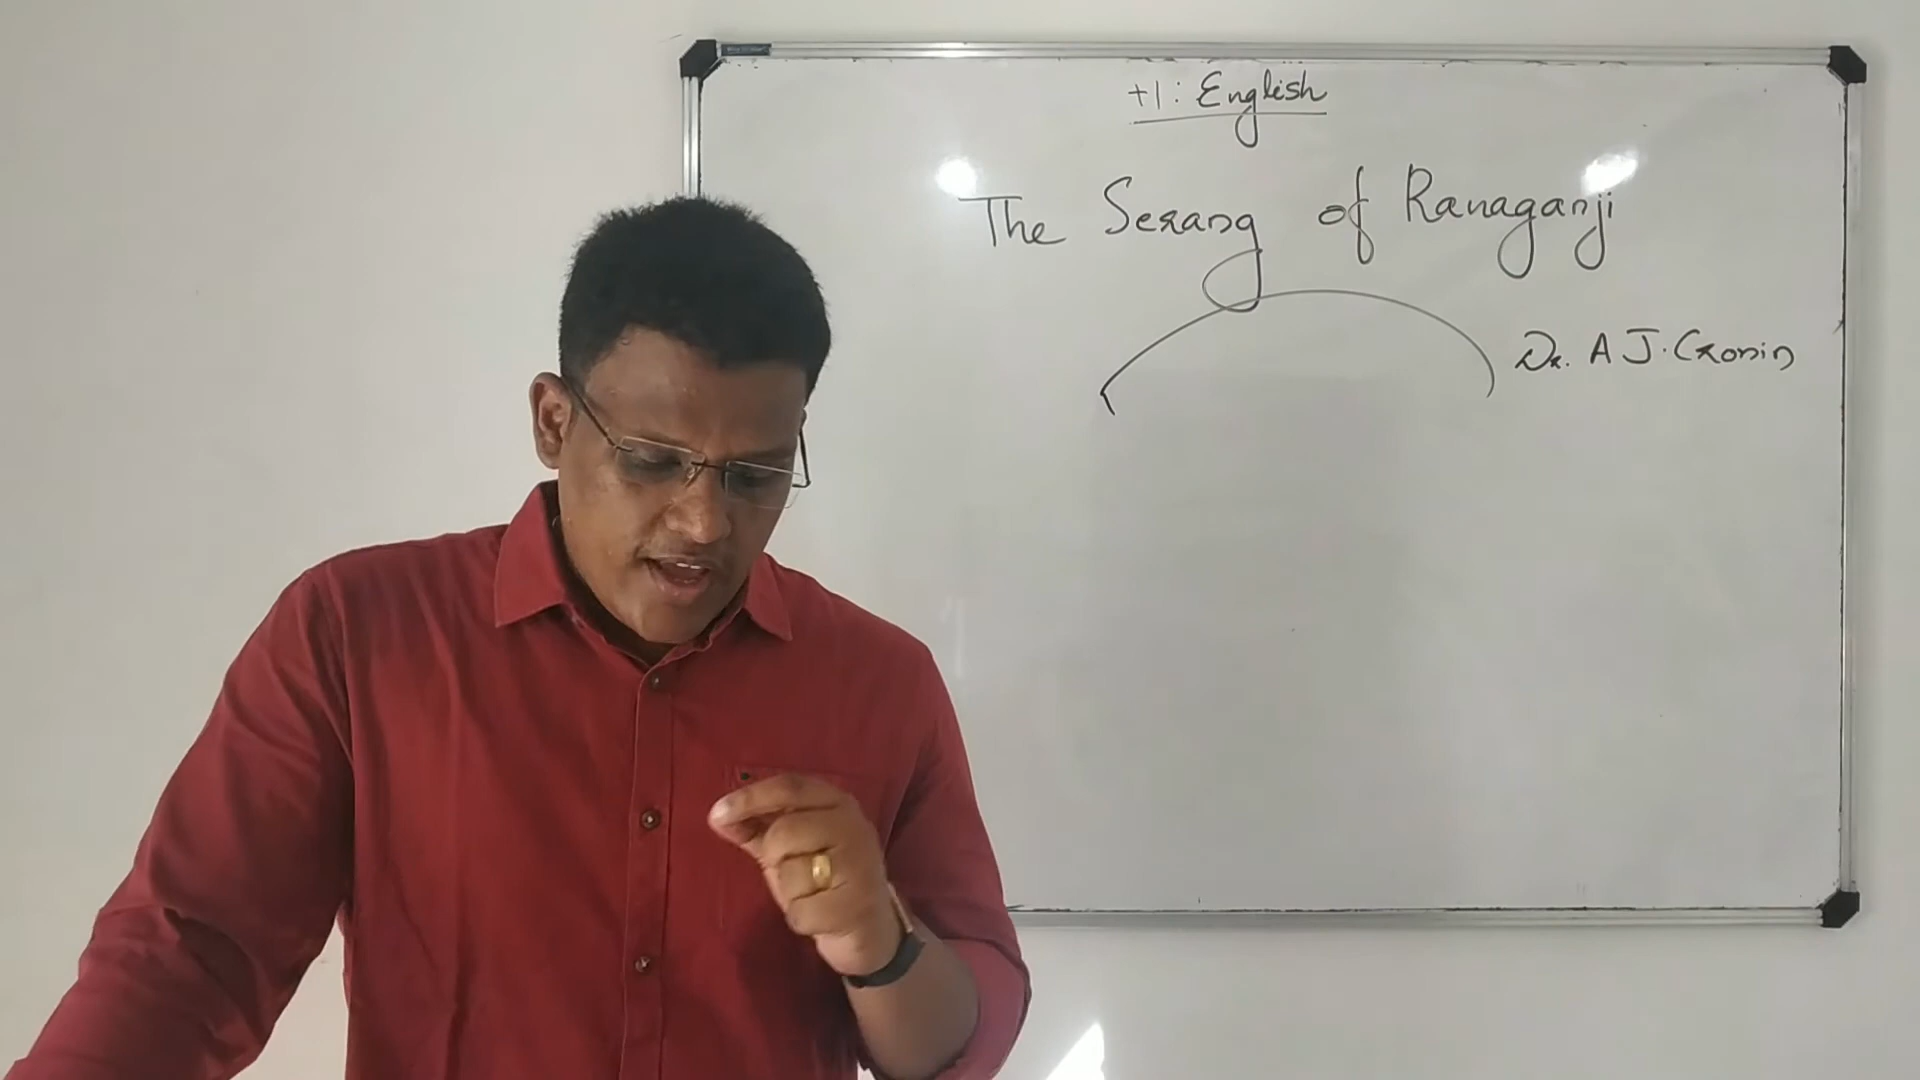 +1: English
The Serang of Ranaganji
Dr. A J. Cronin